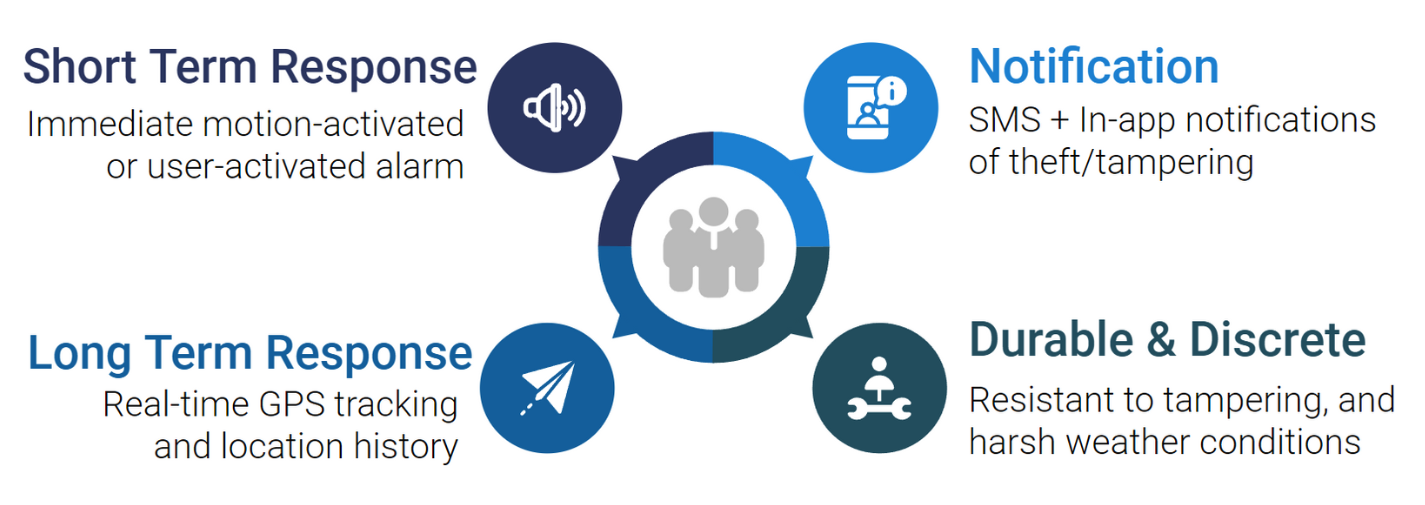 Short Term Response
Immediate motion-activated
or user-activated alarm
Notification
SMS + In-app notifications
of theft/tampering
Long Term Response
Real-time GPS tracking
and location history
Durable & Discrete
Resistant to tampering, and
harsh weather conditions